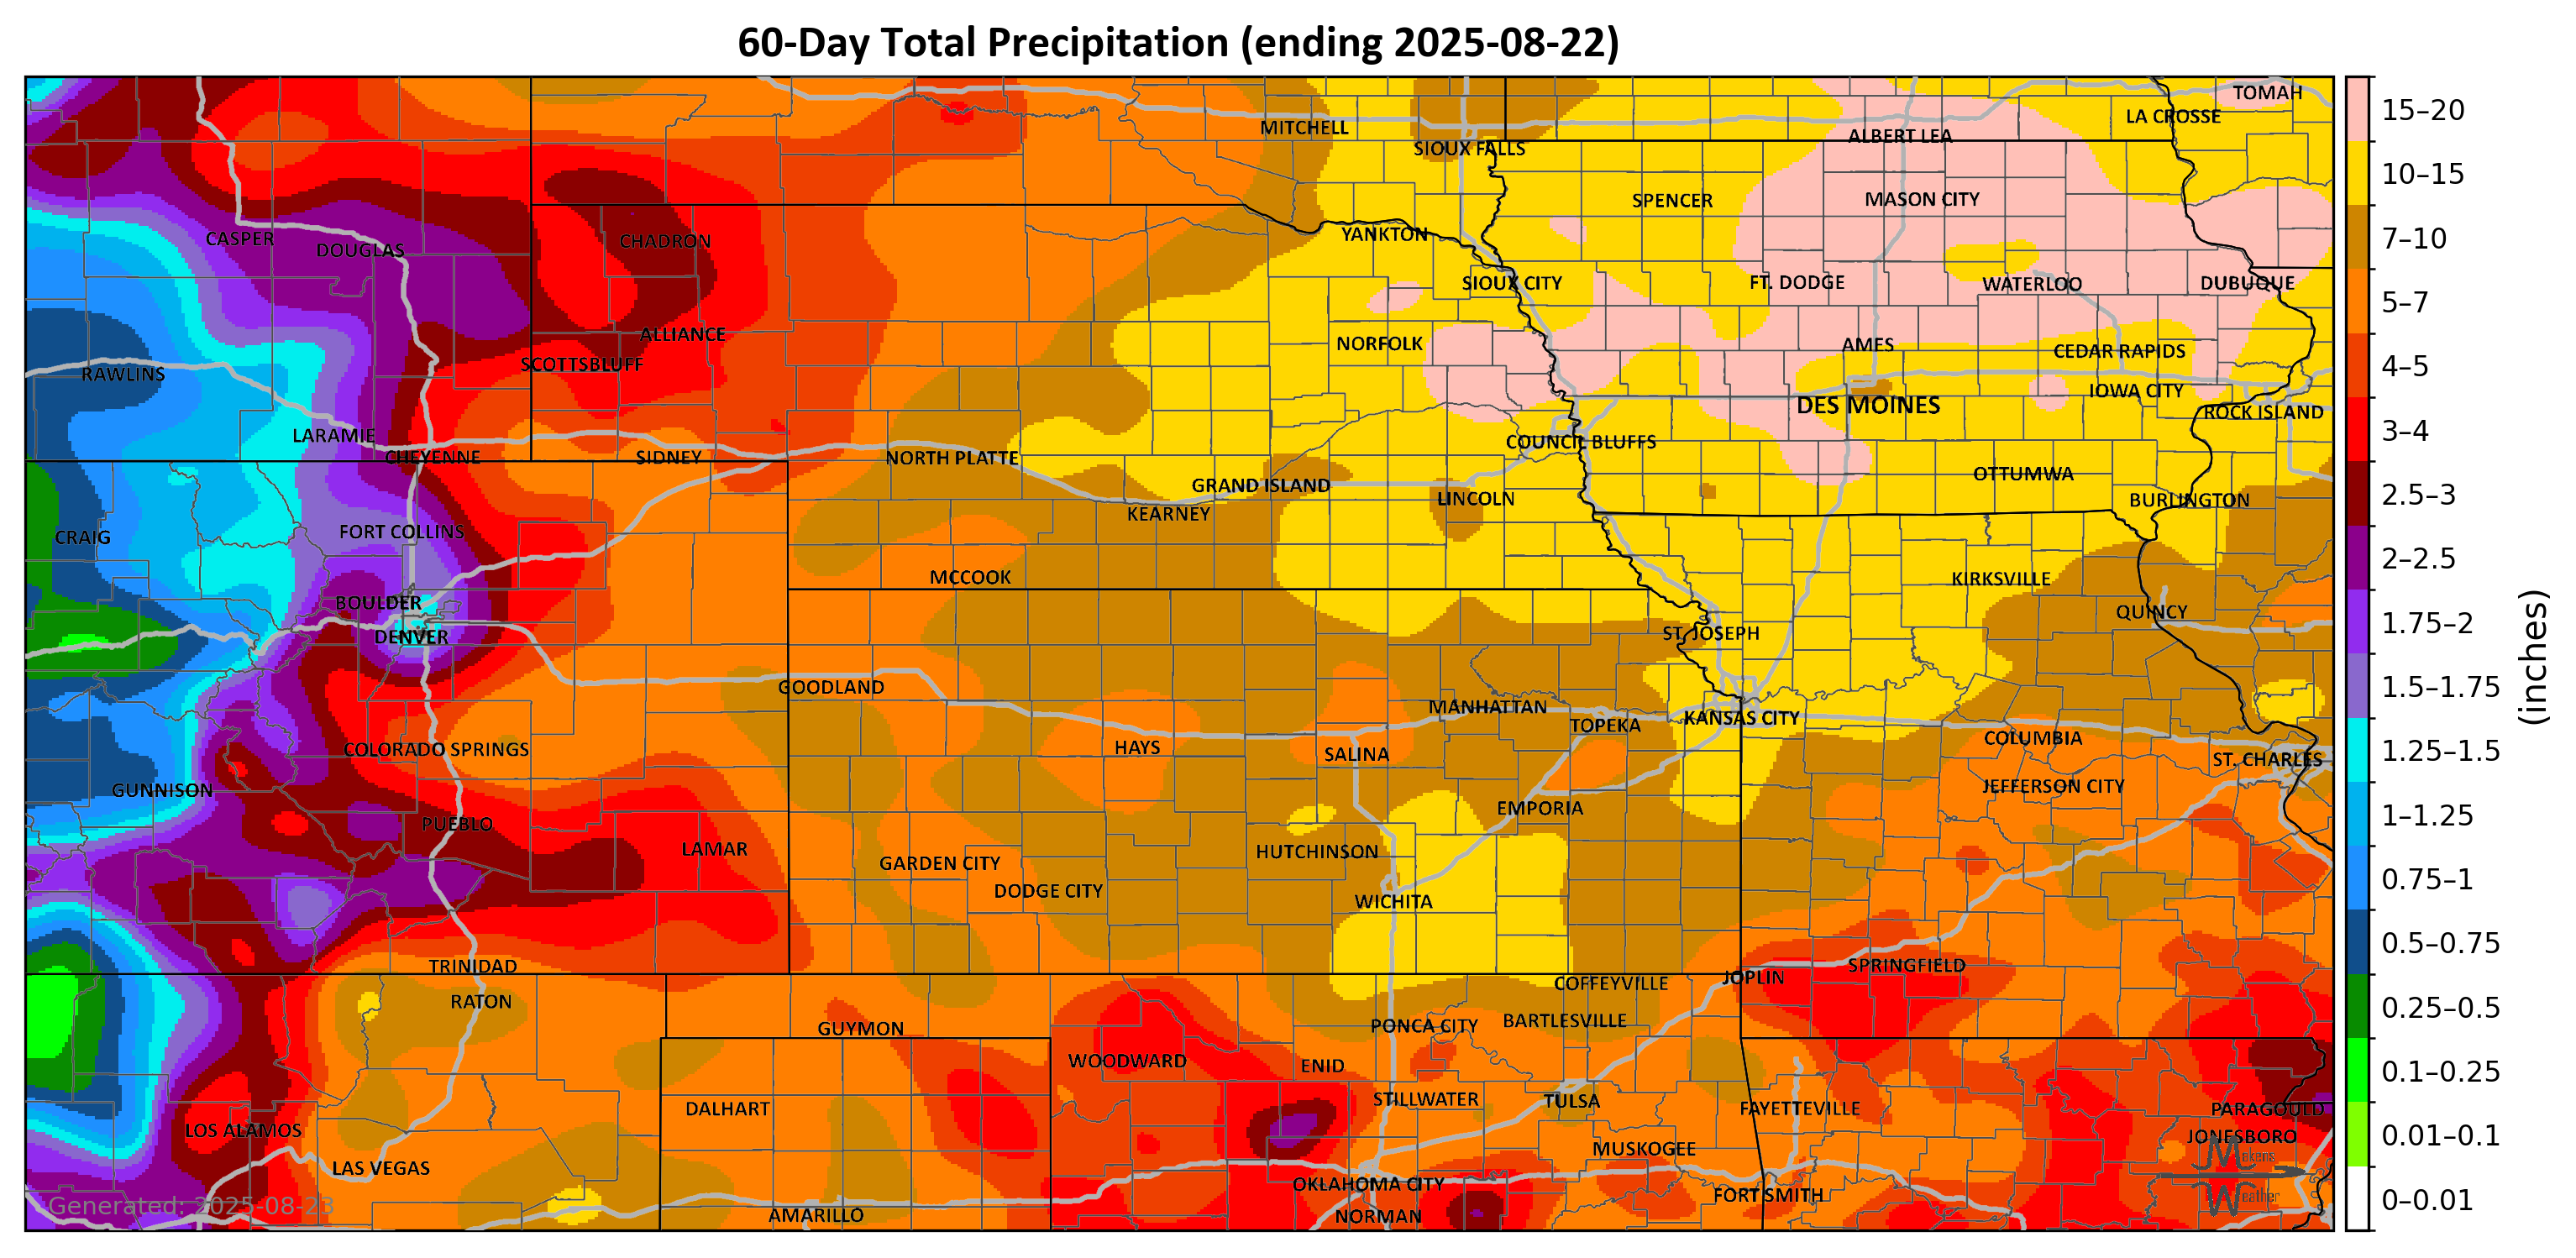 60-Day Total Precipitation (ending 2025-08-22)
TOMAH
LA CROSSE
MITCHELL
ALBERT LEA
SIOUX FALLS
SPENCER
MASON CITY
YANKTON
CASPER
CHADRON
DOUGLAS
SIOUX CITY
FT. DODGE
WATERLOO
DUBUQUE
ALLIANCE
NORFOLK
AMES
CEDAR RAPIDS
SCOTTSBLUFF
RAWLINS
IOWA CITY
DES MOINES
ROCK ISLAND
LARAMIE
COUNCIL BLUFFS
CHEYENNE
SIDNEY
NORTH PLATTE
OTTUMWA
GRAND ISLAND
LINCOLN
BURLINGTON
KEARNEY
FORT COLLINS
CRAIG
MCCOOK
KIRKSVILLE
BOULDER
QUINCY
DENVER
ST. JOSEPH
GOODLAND
MANHATTAN
KANSAS CITY
TOPEKA
COLUMBIA
COLORADO SPRINGS
HAYS
SALINA
ST. CHARLES
GUNNISON
JEFFERSON CITY
EMPORIA
PUEBLO
LAMAR
HUTCHINSON
GARDEN CITY
DODGE CITY
WICHITA
TRINIDAD
SPRINGFIELD
JOPLIN
COFFEYVILLE
RATON
BARTLESVILLE
PONCA CITY
GUYMON
WOODWARD
ENID
STILLWATER
TULSA
DALHART
FAYETTEVILLE
PARAGOULD
LOS ALAMOS
JONESBORO
MUSKOGEE
LAS VEGAS
OKLAHOMA CITY
FORT SMITH
AMARILLO
NORMAN
Generated: 2025-08-23
Makens
Weather
15–20
10–15
7–10
5–7
4–5
3–4
2.5–3
2–2.5
1.75–2
1.5–1.75
1.25–1.5
1–1.25
0.75–1
0.5–0.75
0.25–0.5
0.1–0.25
0.01–0.1
0–0.01
(inches)